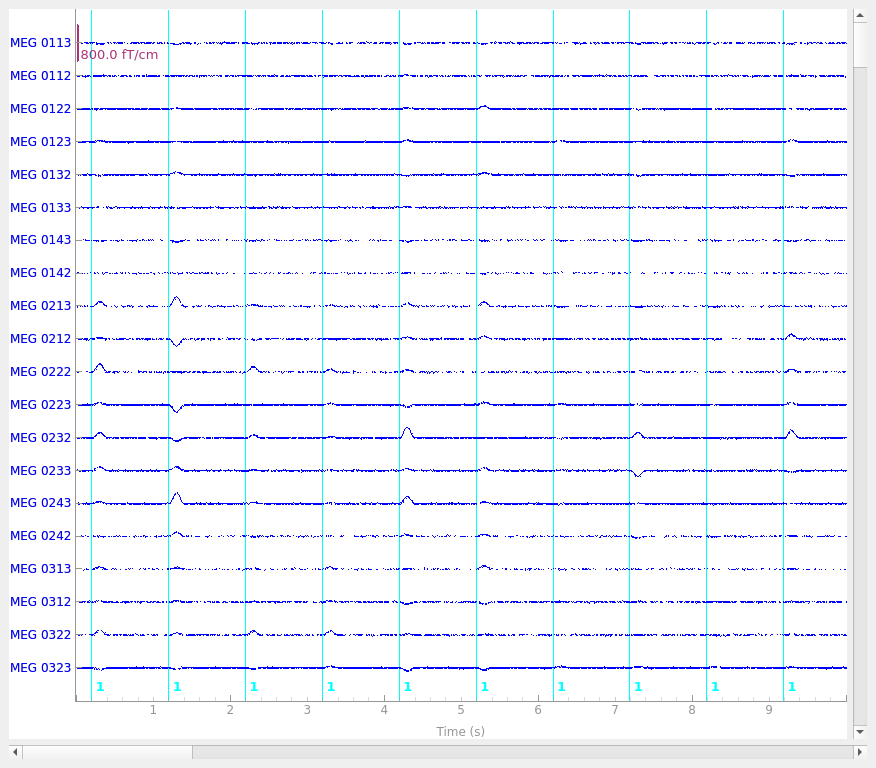 MEG 0113
800.0 fT/cm
MEG 0112
MEG 0122
MEG 0123
MEG 0132
MEG 0133
MEG 0143
MEG 0142
MEG 0213
MEG 0212
MEG 0222
MEG 0223
MEG 0232
MEG 0233
MEG 0243
MEG 0242
MEG 0313
MEG 0312
MEG 0322
MEG 0323
1 1 1 1 1 1 1 1 1 1
1 2 3 4 5 6 7 8 9
Time (s)